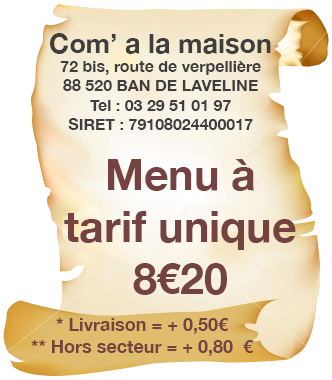 Com' a la maison
72 bis, route de verpellière
88 520 BAN DE LAVELINE
Tel : 03 29 51 01 97
SIRET : 79108024400017
Menu à
tarif unique
8€20
* Livraison = + 0,50€
** Hors secteur = + 0,80 €